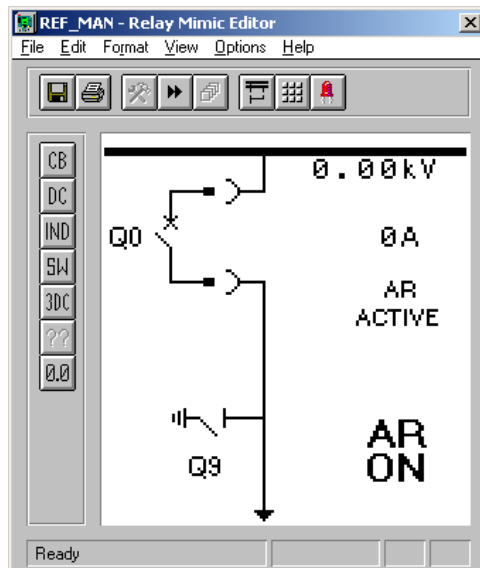 REF_MAN - Relay Mimic Editor
File Edit Format View Options Help
CB
DC
IND
SW
3DC
??
0.0
0.00kV
Q0
0A
AR
ACTIVE
Q9
AR
ON
Ready